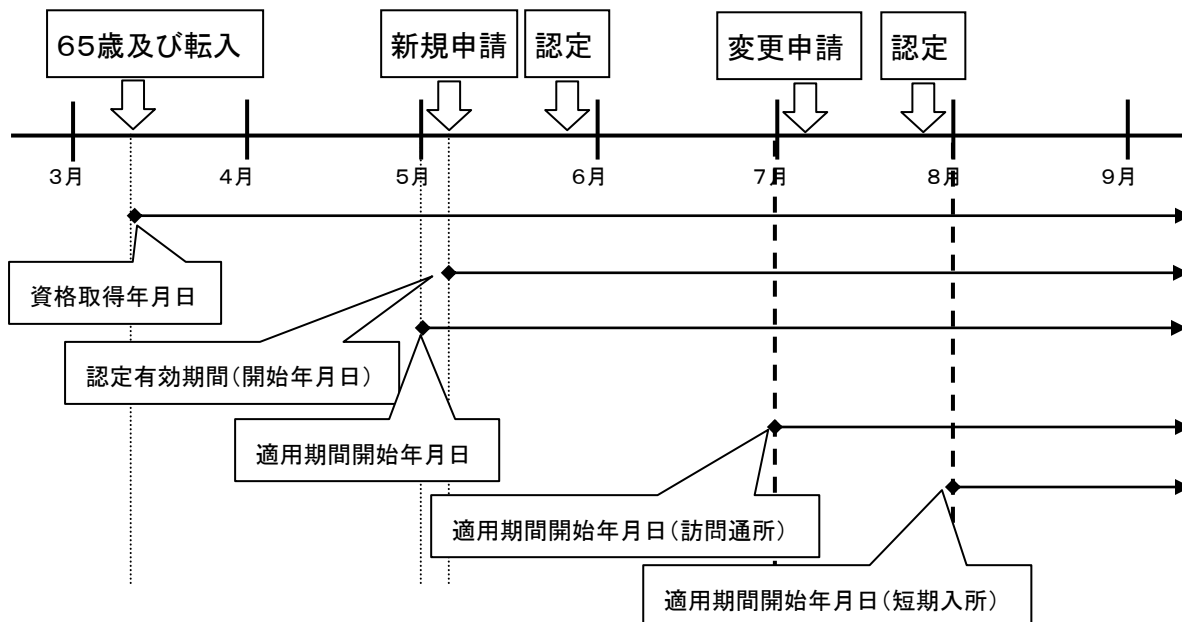 65歳及び転入
新規申請
認定
変更申請
認定
3月
4月
5月
6月
7月
8月
9月
資格取得年月日
認定有効期間(開始年月日)
適用期間開始年月日
適用期間開始年月日(訪問通所)
適用期間開始年月日(短期入所)